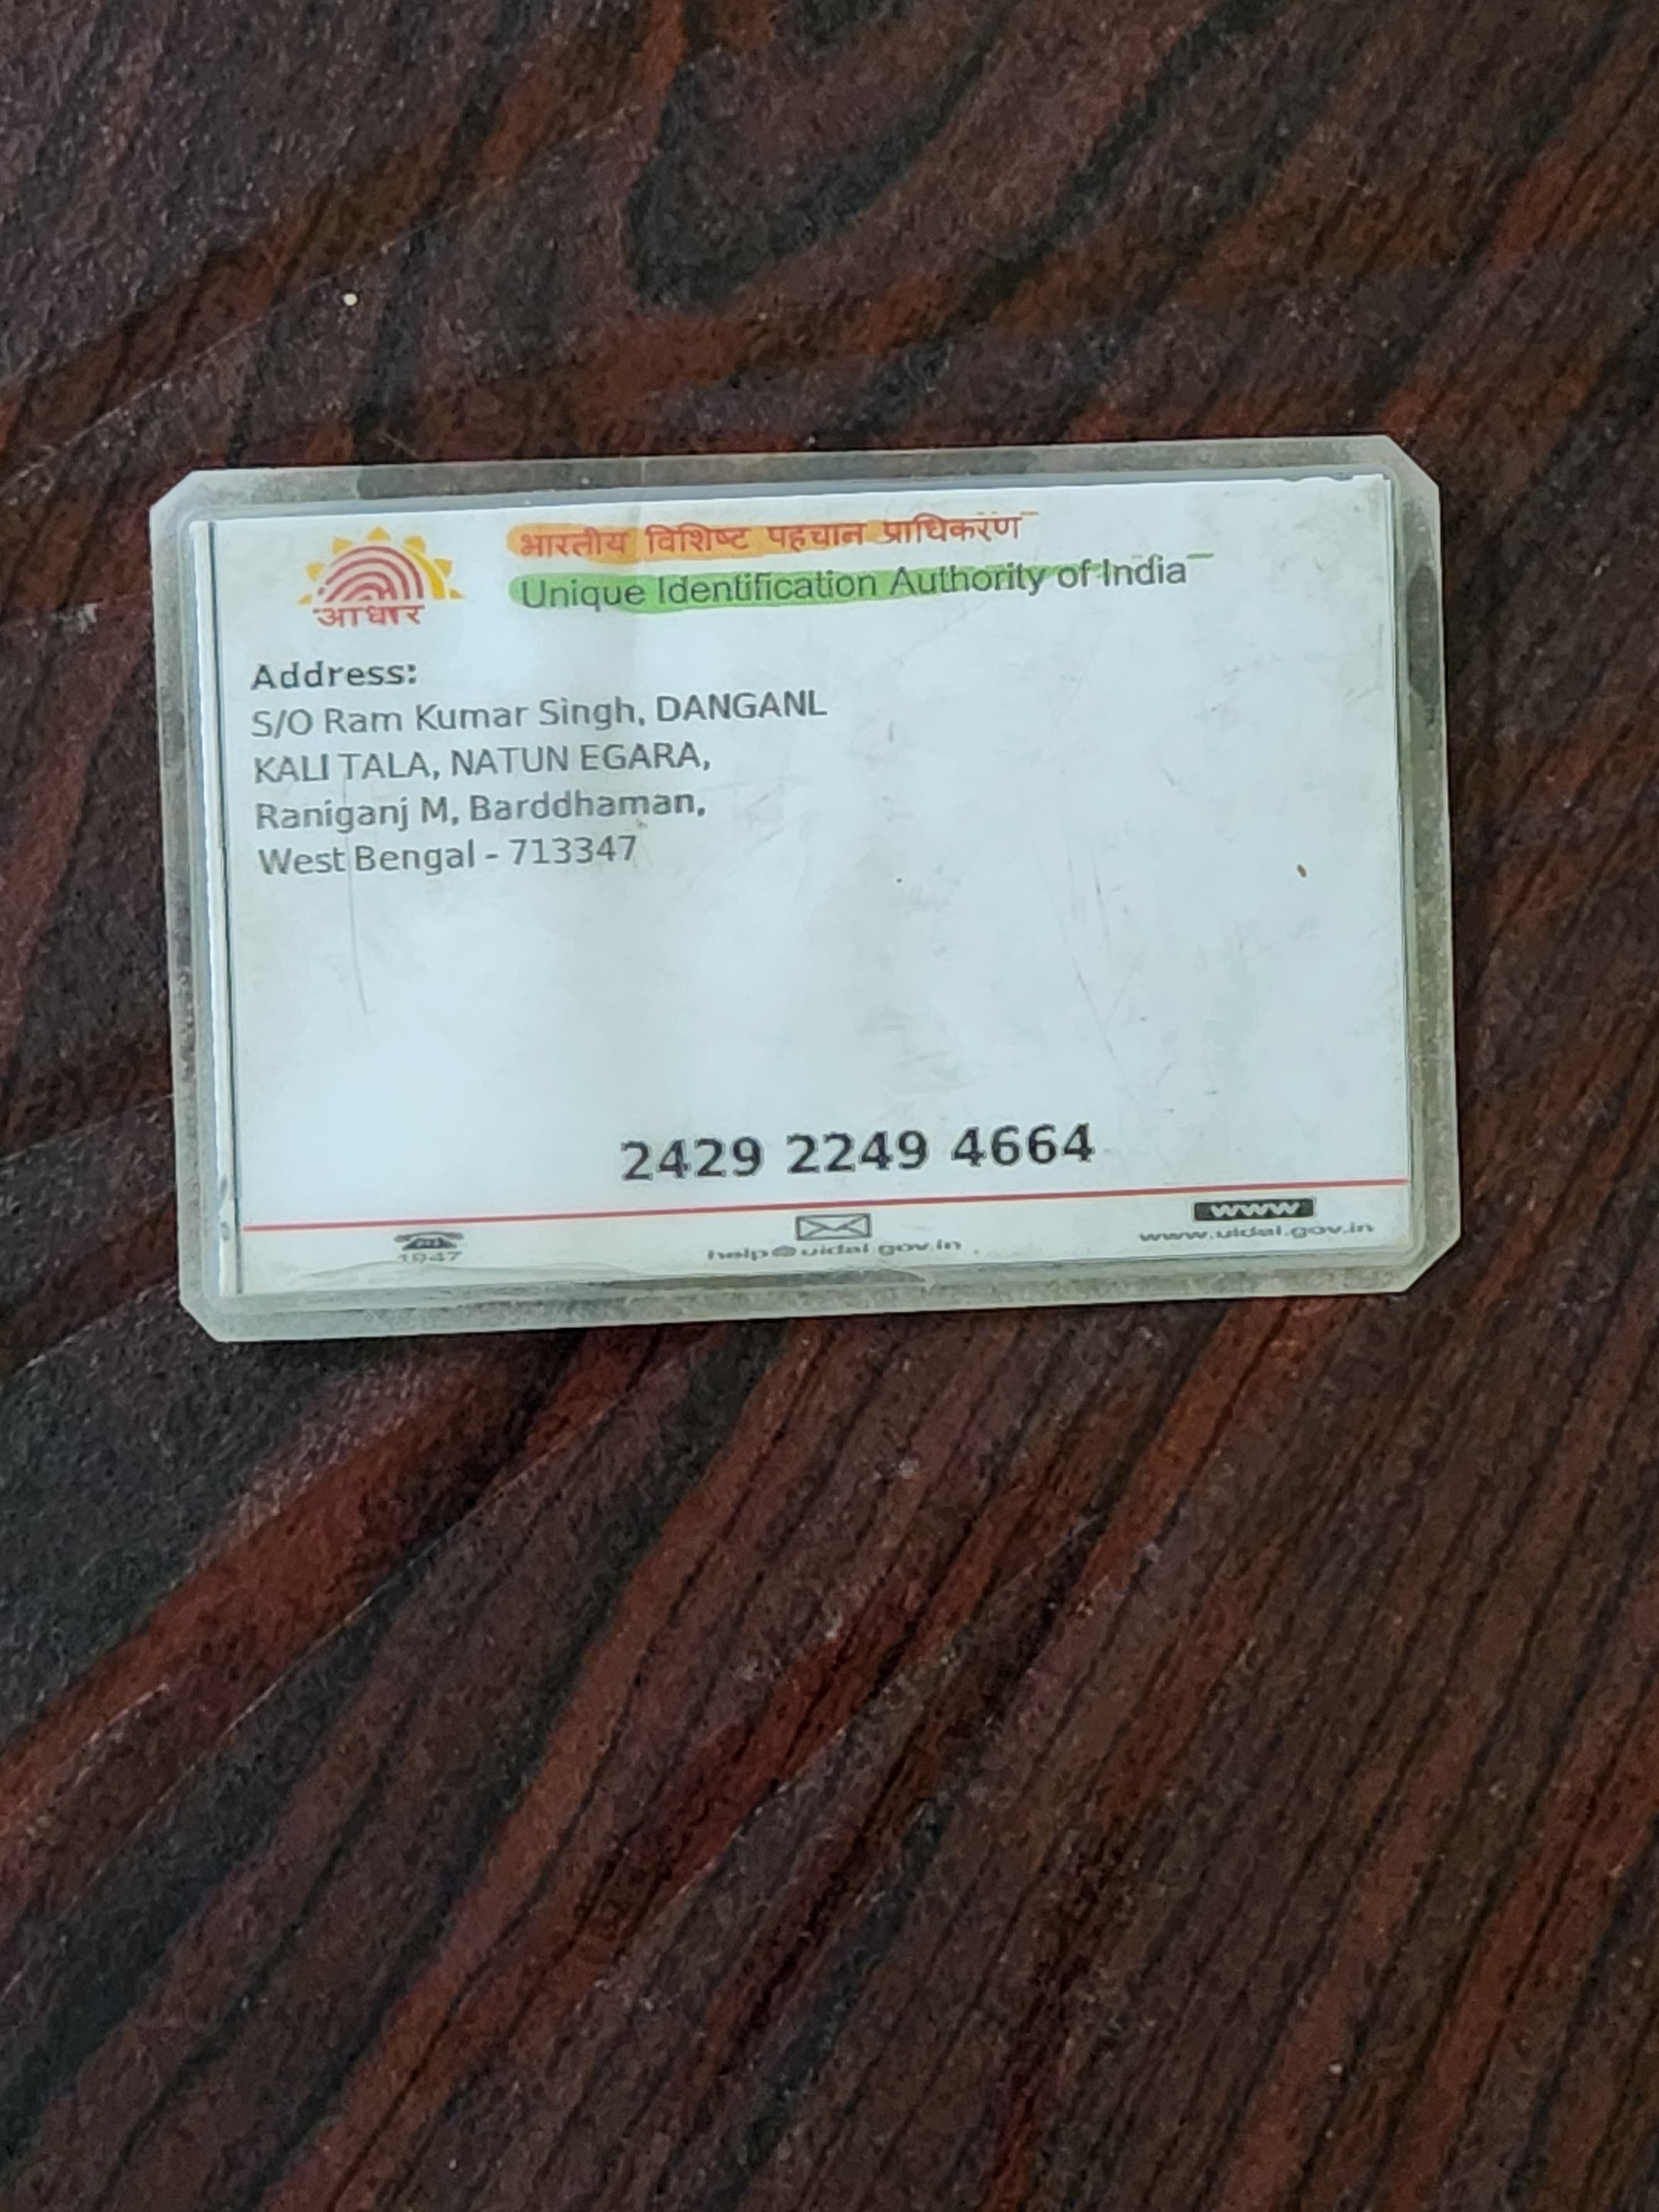 आधार
भारतीय विशिष्ट पहचान प्राधिकरण
Unique Identification Authority of India
Address:
S/O Ram Kumar Singh, DANGANL
KALI TALA, NATUN EGARA,
Raniganj M, Barddhaman,
West Bengal - 713347
2429 2249 4664
1947
help@uidai.gov.in
www
www.uidai.gov.in